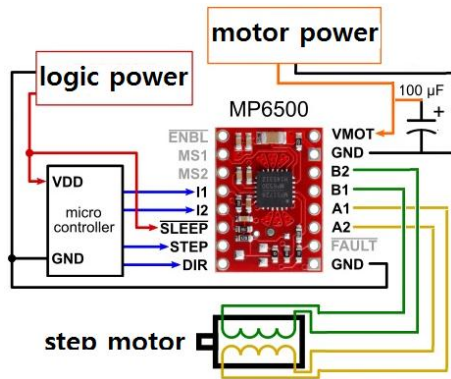 motor power
logic power
100 µF
+
MP6500
ENBL
MS1
MS2
I1
I2
SLEEP
STEP
DIR
VMOT
GND
B2
B1
A1
A2
FAULT
GND
VDD
micro
controller
GND
step motor